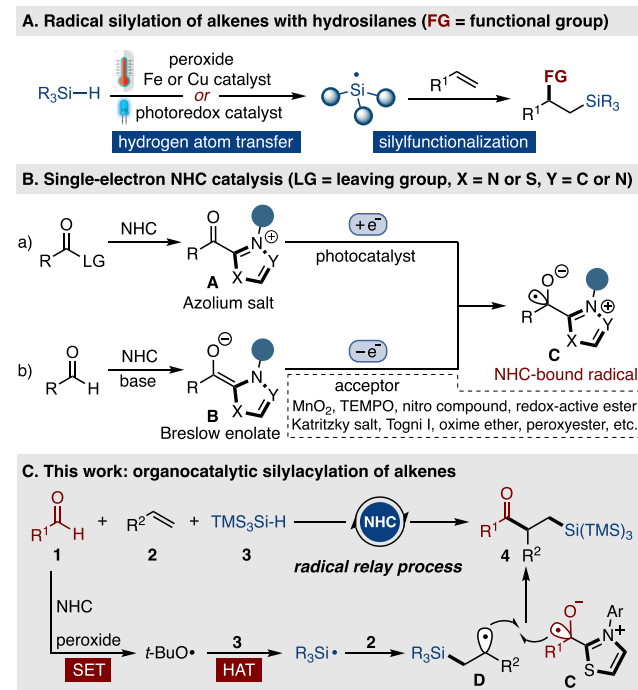 A. Radical silylation of alkenes with hydrosilanes (FG = functional group)
R3Si–H
peroxide
Fe or Cu catalyst
or
photoredox catalyst
hydrogen atom transfer
Si
R1
silylfunctionalization
FG
R1
SiR3
B. Single-electron NHC catalysis (LG = leaving group, X = N or S, Y = C or N)
a)
O
R
LG
NHC
O
R
N
⊕
X
Y
A
Azolium salt
+e−
photocatalyst
b)
O
R
H
NHC
base
O
⊖
R
N
X
Y
B
Breslow enolate
−e−
acceptor
MnO2, TEMPO, nitro compound, redox-active ester
Katritzky salt, Togni I, oxime ether, peroxyester, etc.
O
⊖
R
N
⊕
X
Y
C
NHC-bound radical
C. This work: organocatalytic silylacylation of alkenes
O
R1
H
1
+
R2
2
+
TMS3Si-H
3
NHC
radical relay process
O
R1
R2
Si(TMS)3
4
NHC
peroxide
SET
t-BuO•
3
HAT
R3Si•
2
R3Si
R2
D
O−
R1
Ar
N+
S
C